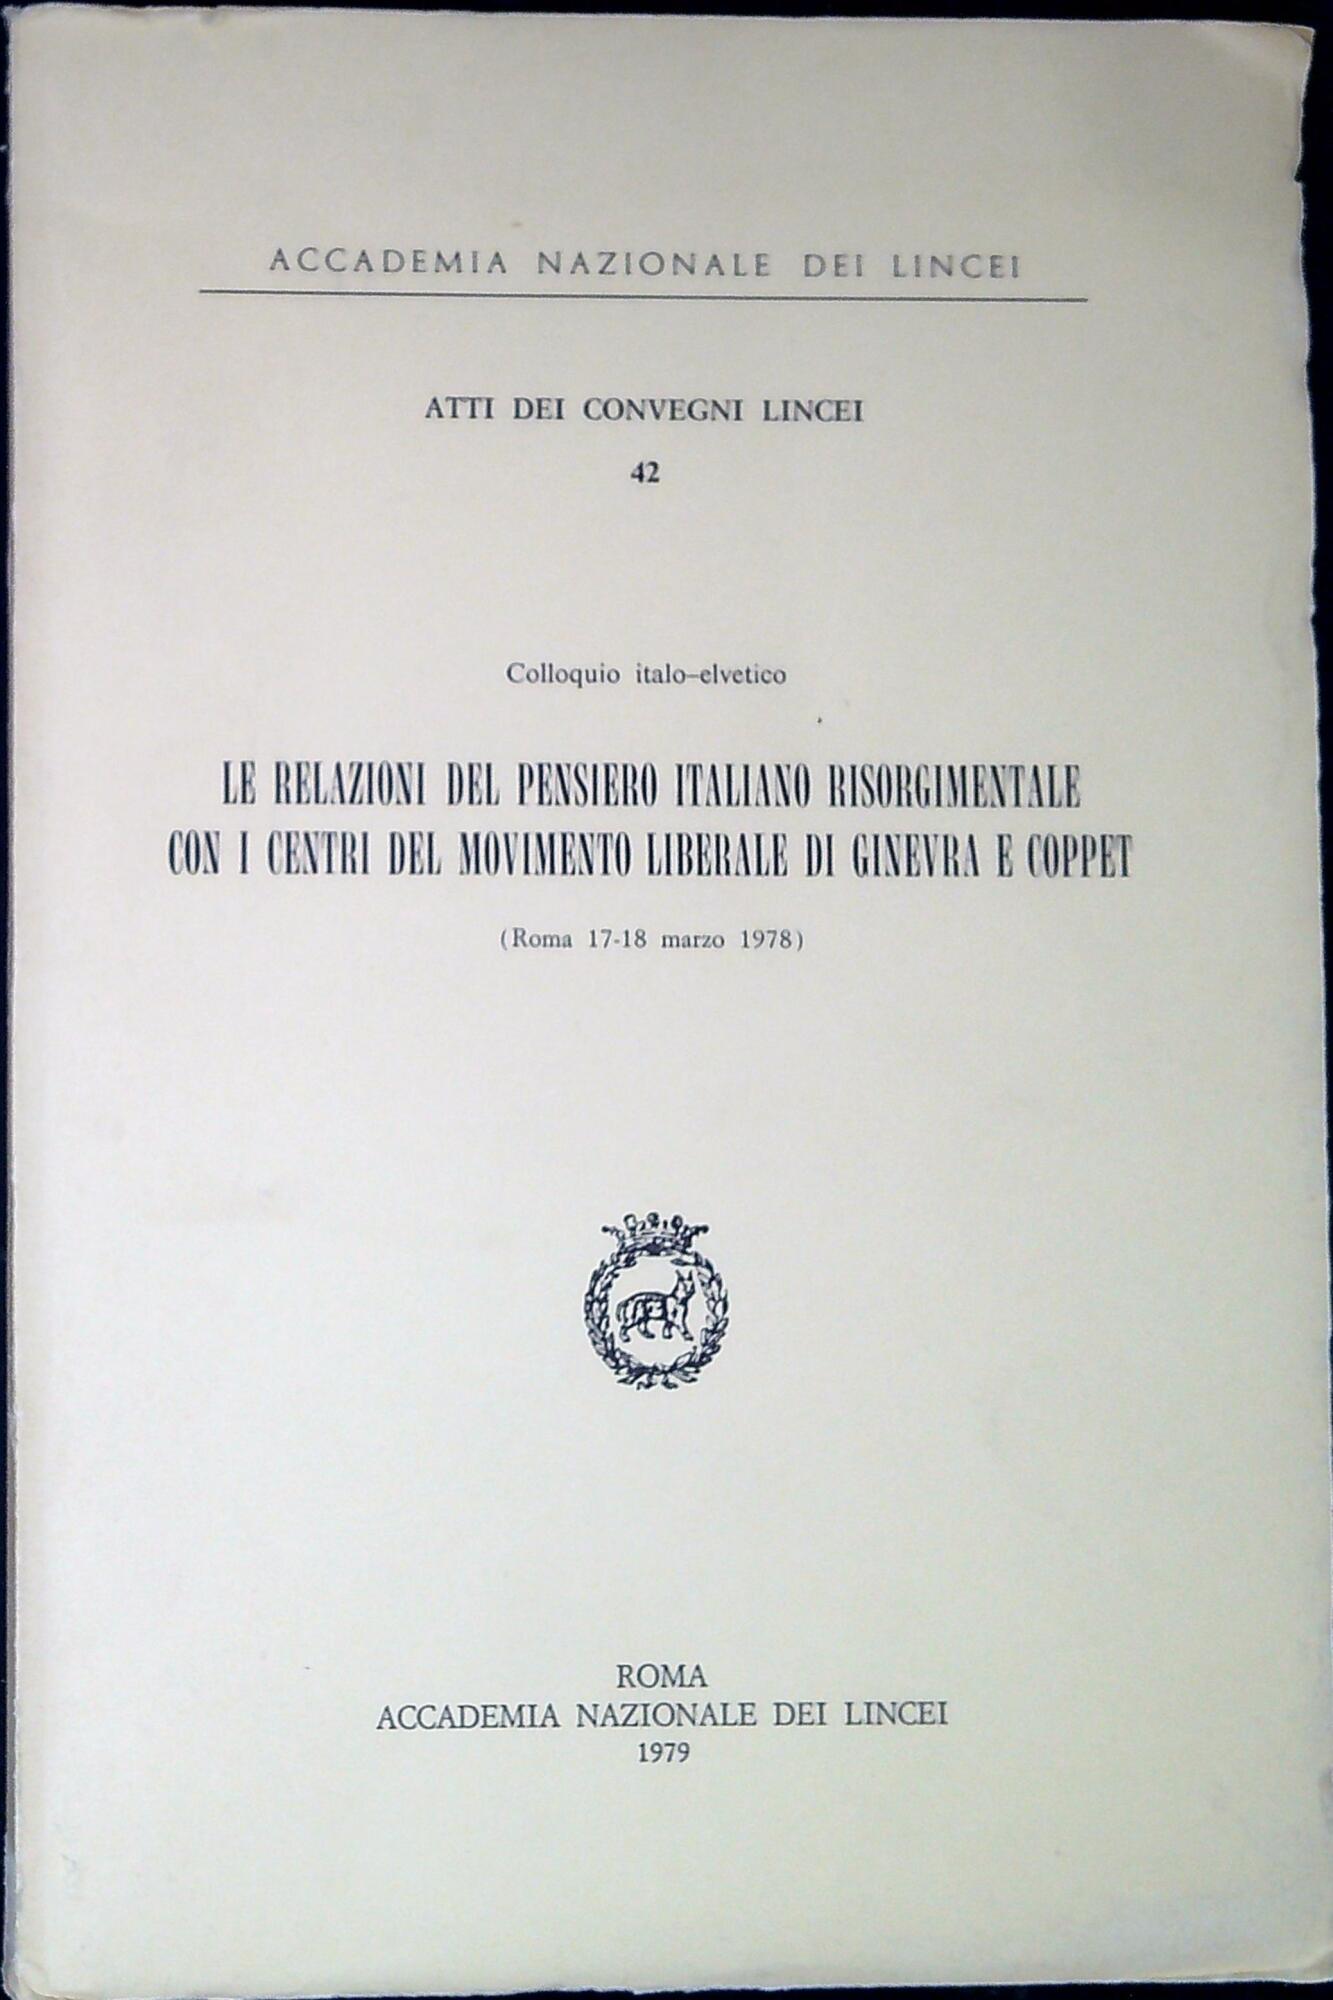 ACCADEMIA NAZIONALE DEI LINCEI
ATTI DEI CONVEGNI LINCEI
42
Colloquio italo-elvetico
LE RELAZIONI DEL PENSIERO ITALIANO RISORGIMENTALE
CON I CENTRI DEL MOVIMENTO LIBERALE DI GINEVRA E COPPET
(Roma 17-18 marzo 1978)
ROMA
ACCADEMIA NAZIONALE DEI LINCEI
1979